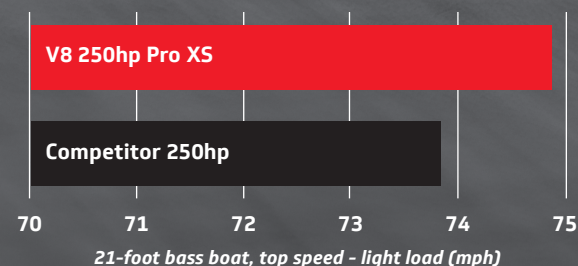 V8 250hp Pro XS
Competitor 250hp
70 71 72 73 74 75
21-foot bass boat, top speed - light load (mph)